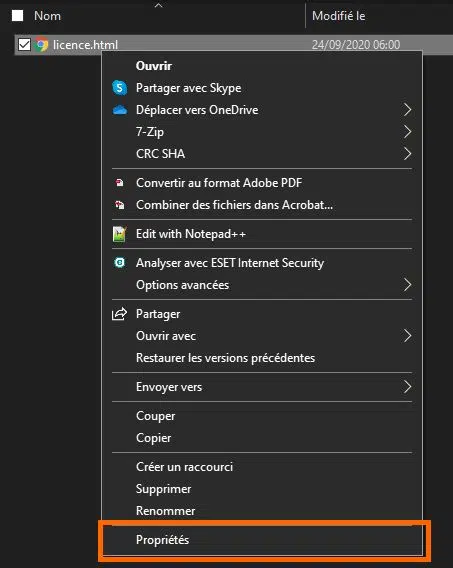 Nom Modifié le
licence.html 24/09/2020 06:00
Ouvrir
Partager avec Skype
Déplacer vers OneDrive
7-Zip
CRC SHA
Convertir au format Adobe PDF
Combiner des fichiers dans Acrobat...
Edit with Notepad++
Analyser avec ESET Internet Security
Options avancées
Partager
Ouvrir avec
Restaurer les versions précédentes
Envoyer vers
Couper
Copier
Créer un raccourci
Supprimer
Renommer
Propriétés